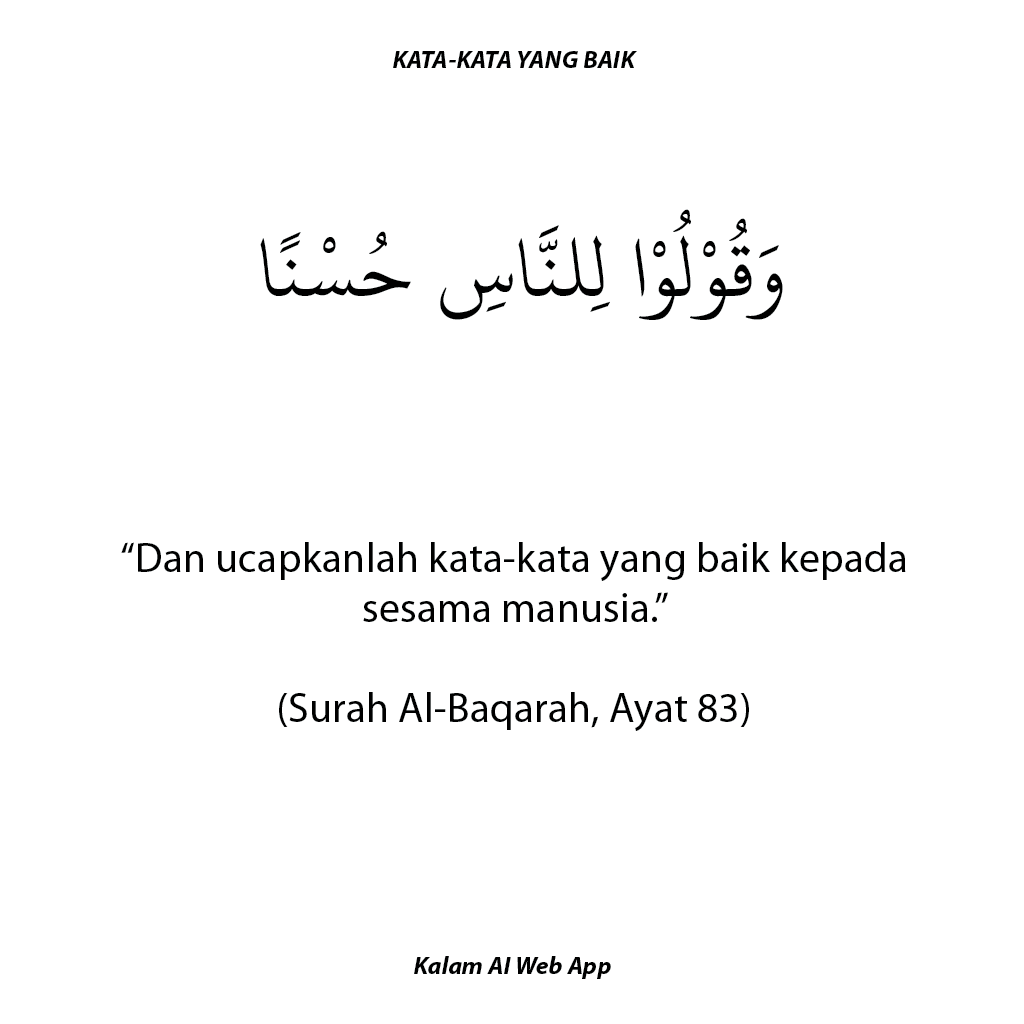 KATA-KATA YANG BAIK
وَقُوْلُوْا لِلنَّاسِ حُسْنًا
“Dan ucapkanlah kata-kata yang baik kepada
sesama manusia.”
(Surah Al-Baqarah, Ayat 83)
Kalam AI Web App